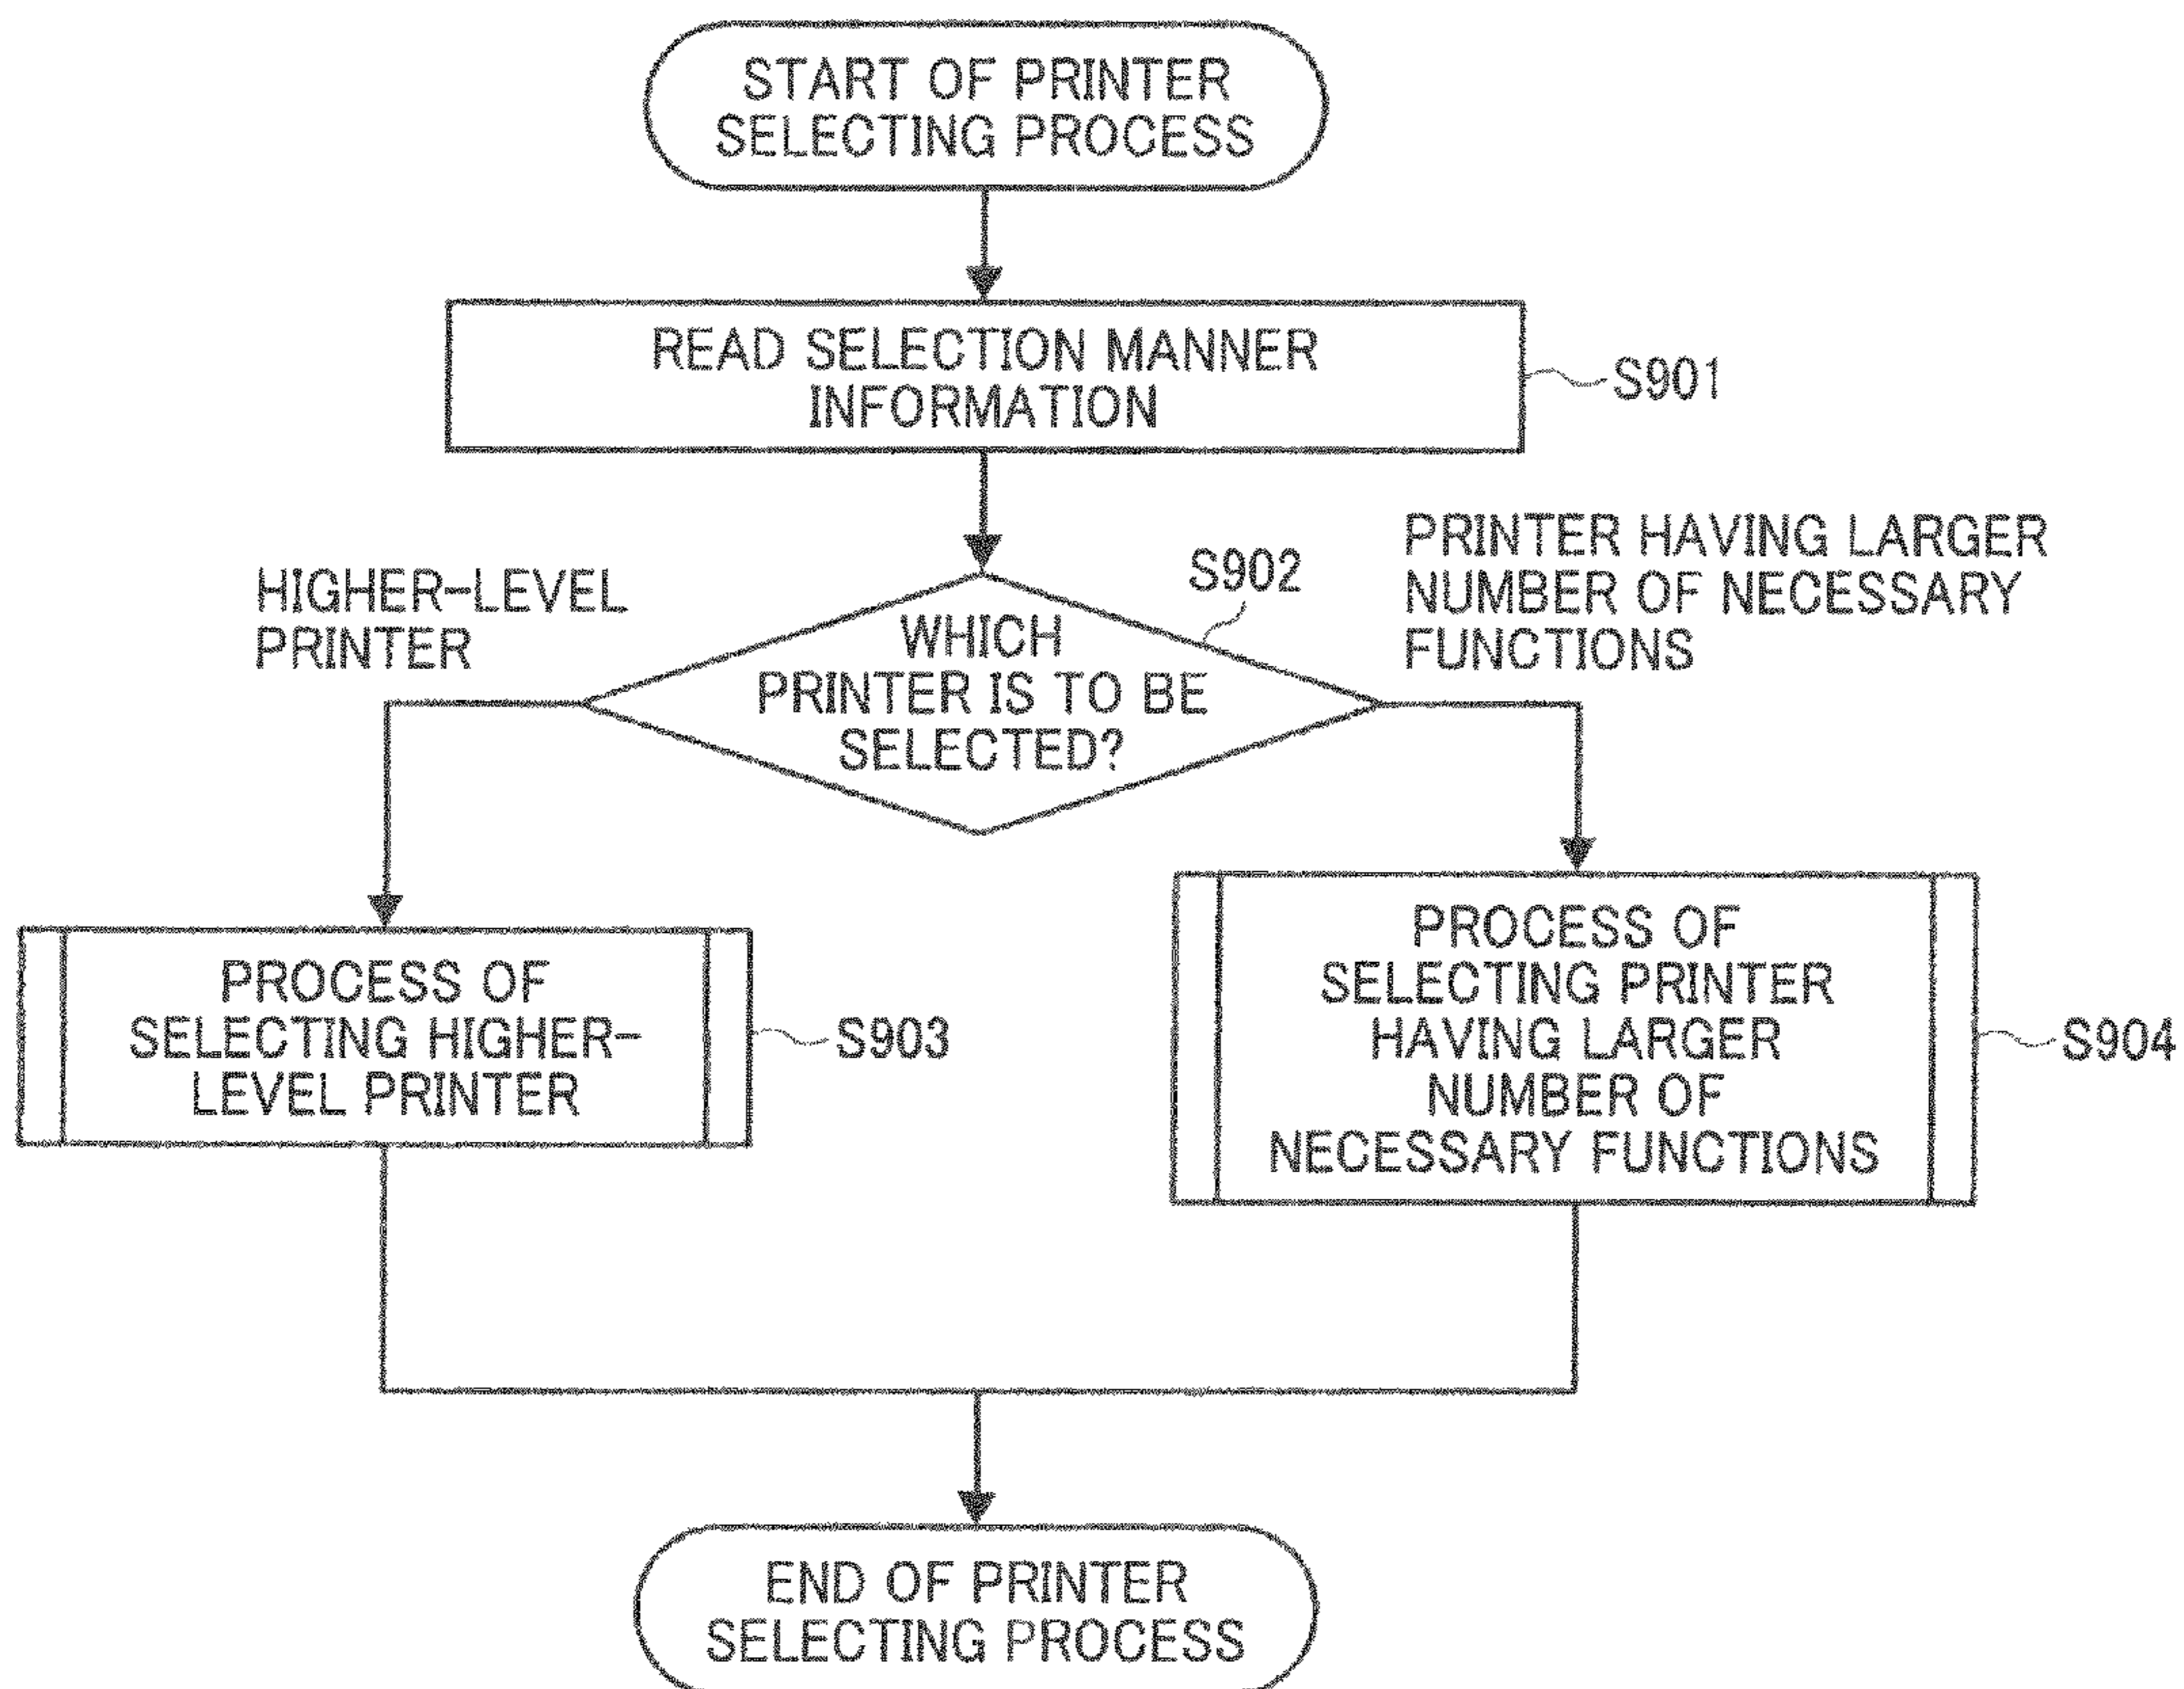 START OF PRINTER
SELECTING PROCESS
READ SELECTION MANNER
INFORMATION
S901
HIGHER-LEVEL
PRINTER
S902
WHICH
PRINTER IS TO BE
SELECTED?
PRINTER HAVING LARGER
NUMBER OF NECESSARY
FUNCTIONS
PROCESS OF
SELECTING HIGHER-
LEVEL PRINTER
S903
PROCESS OF
SELECTING PRINTER
HAVING LARGER
NUMBER OF
NECESSARY FUNCTIONS
S904
END OF PRINTER
SELECTING PROCESS